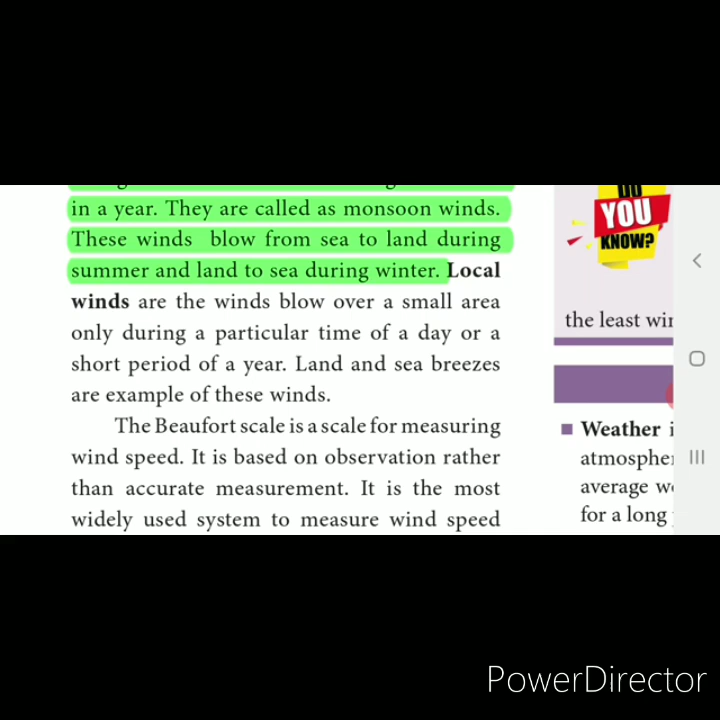 in a year. They are called as monsoon winds.
These winds blow from sea to land during
summer and land to sea during winter. Local
winds are the winds blow over a small area
only during a particular time of a day or a
short period of a year. Land and sea breezes
are example of these winds.
The Beaufort scale is a scale for measuring
wind speed. It is based on observation rather
than accurate measurement. It is the most
widely used system to measure wind speed
DO
YOU
KNOW?
the least
Weather
average
for a long
PowerDirector